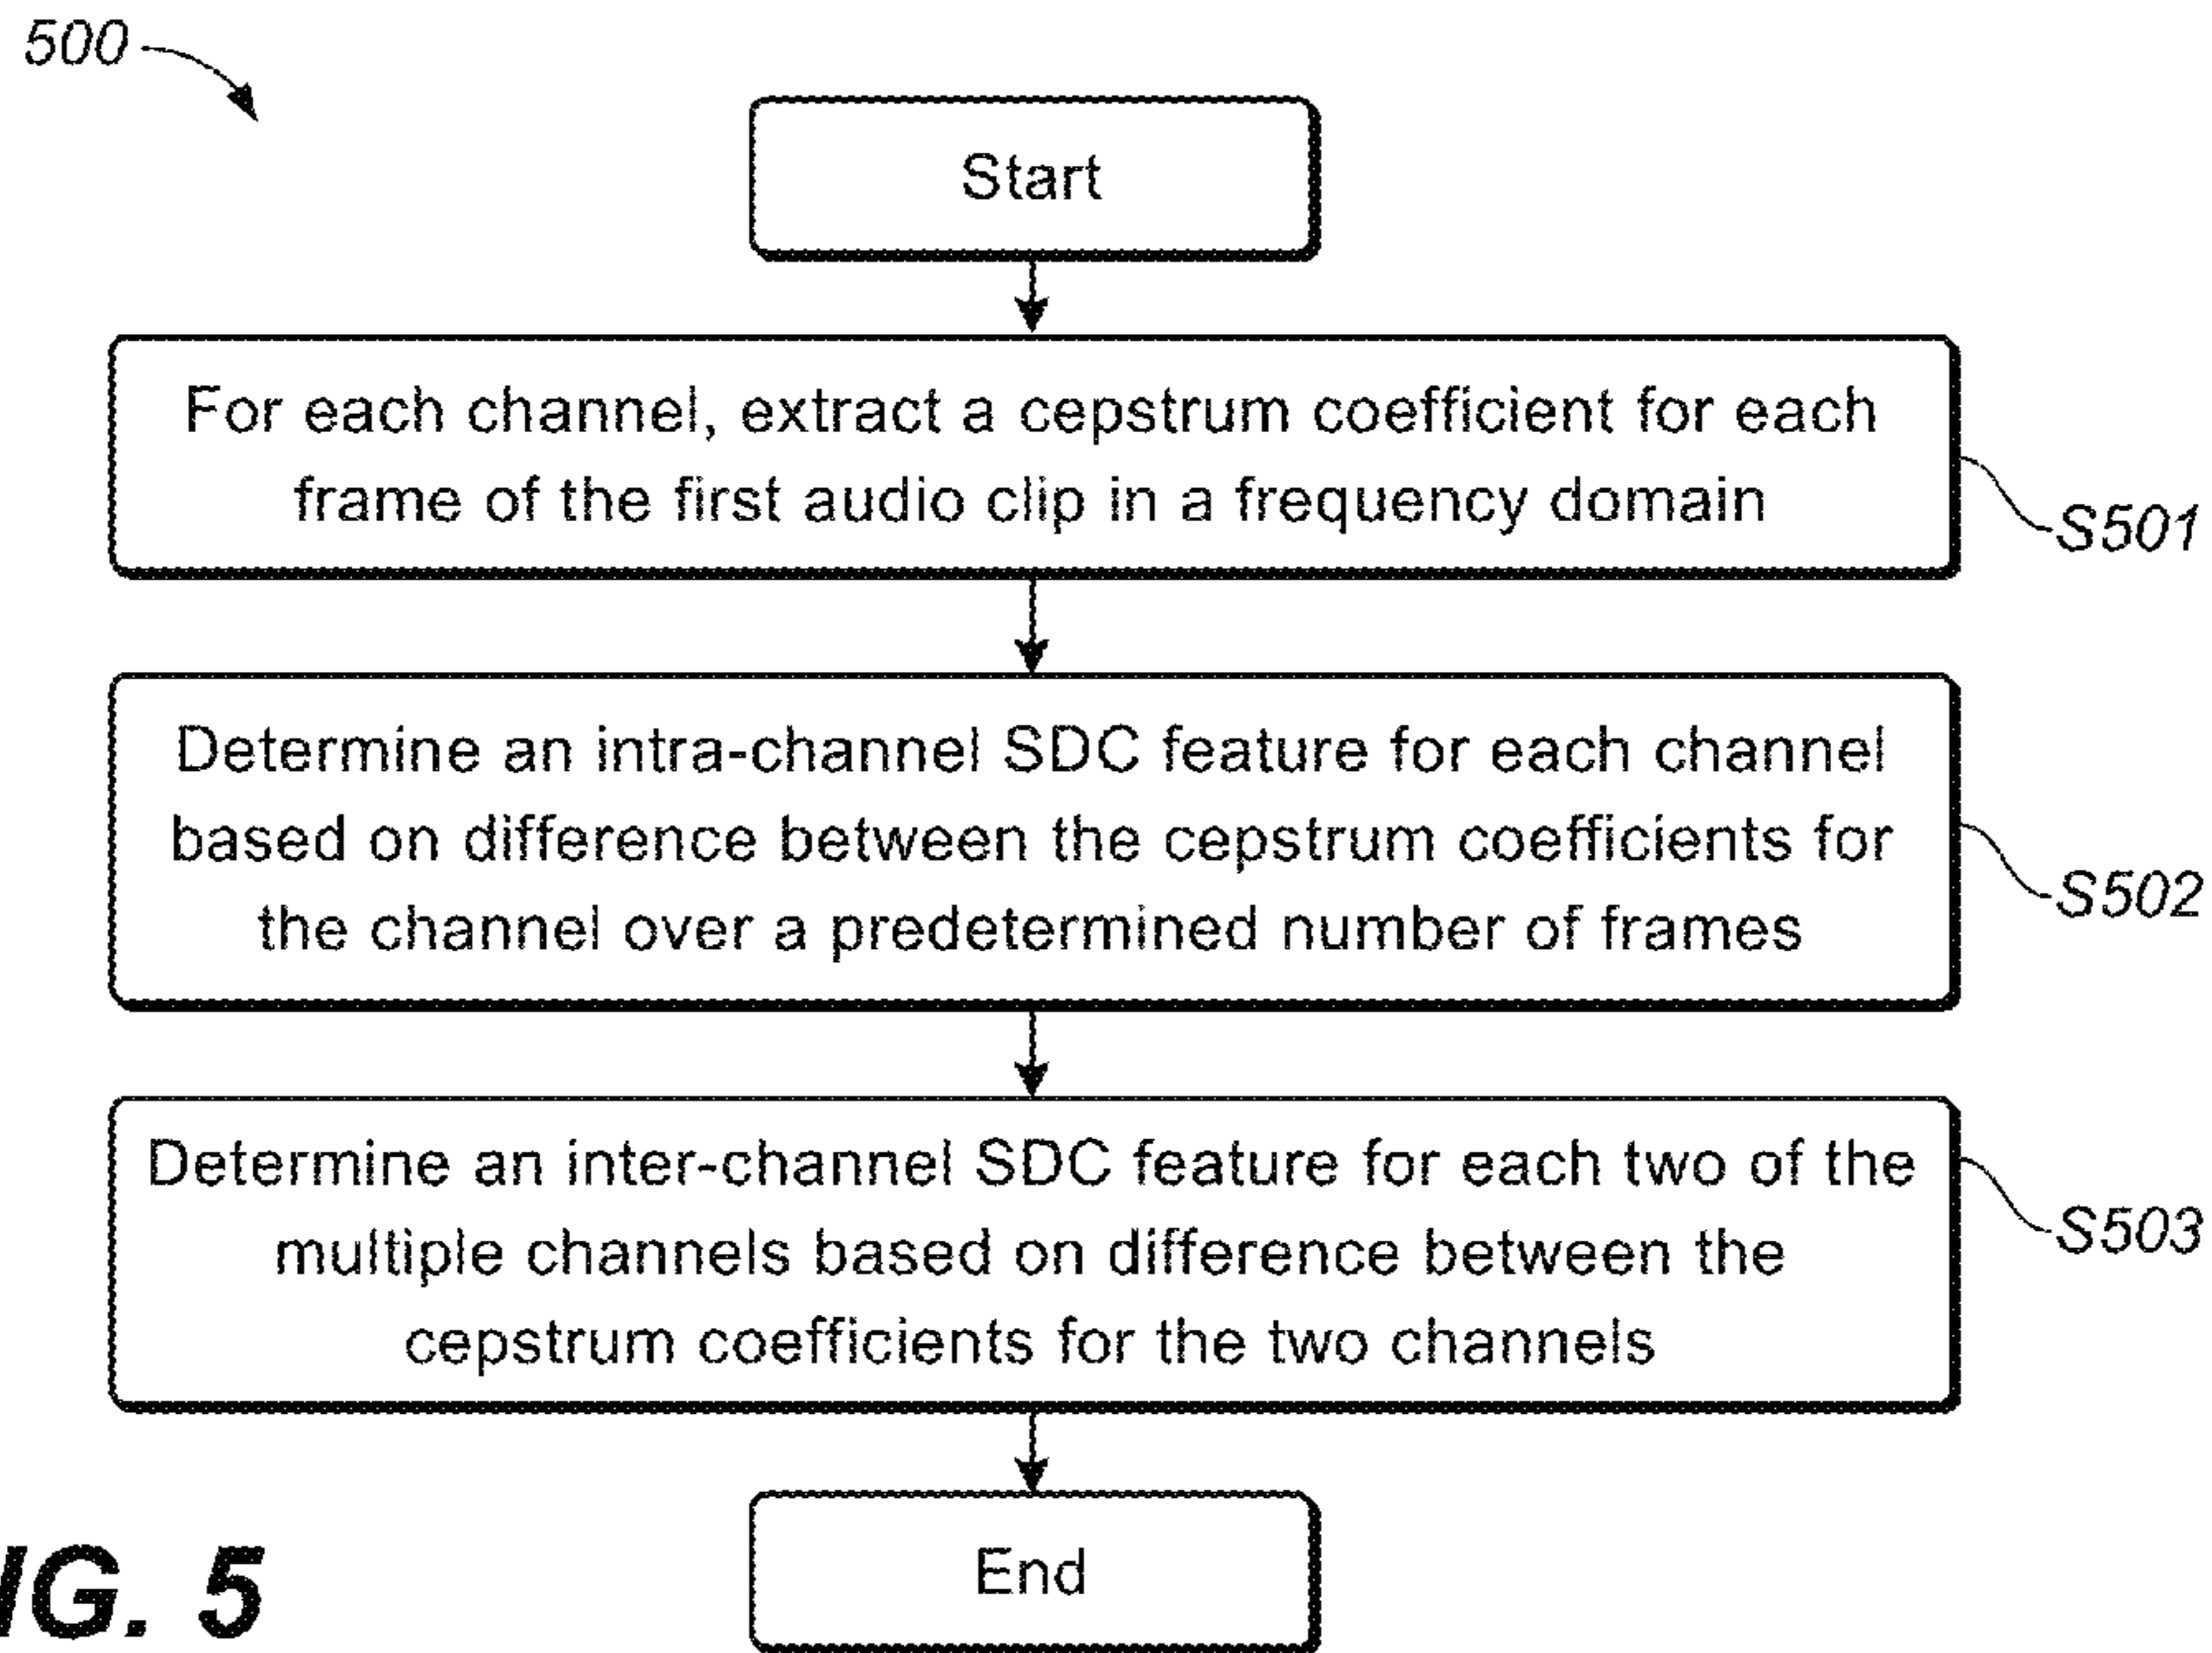 500
Start
For each channel, extract a cepstrum coefficient for each
frame of the first audio clip in a frequency domain
S501
Determine an intra-channel SDC feature for each channel
based on difference between the cepstrum coefficients for
the channel over a predetermined number of frames
S502
Determine an inter-channel SDC feature for each two of the
multiple channels based on difference between the
cepstrum coefficients for the two channels
S503
End
IG. 5